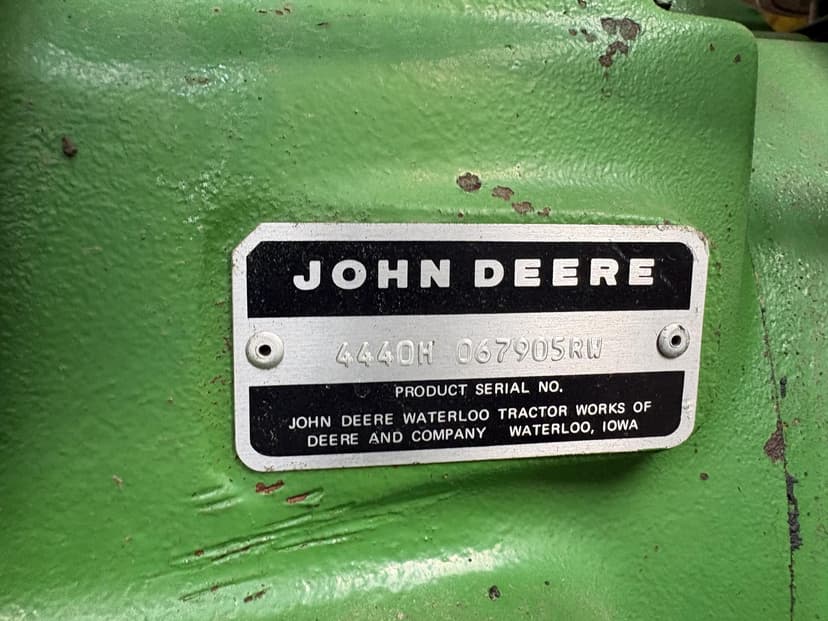 JOHN DEERE
4440H 067905RW
PRODUCT SERIAL NO.
JOHN DEERE WATERLOO TRACTOR WORKS OF
DEERE AND COMPANY WATERLOO, IOWA